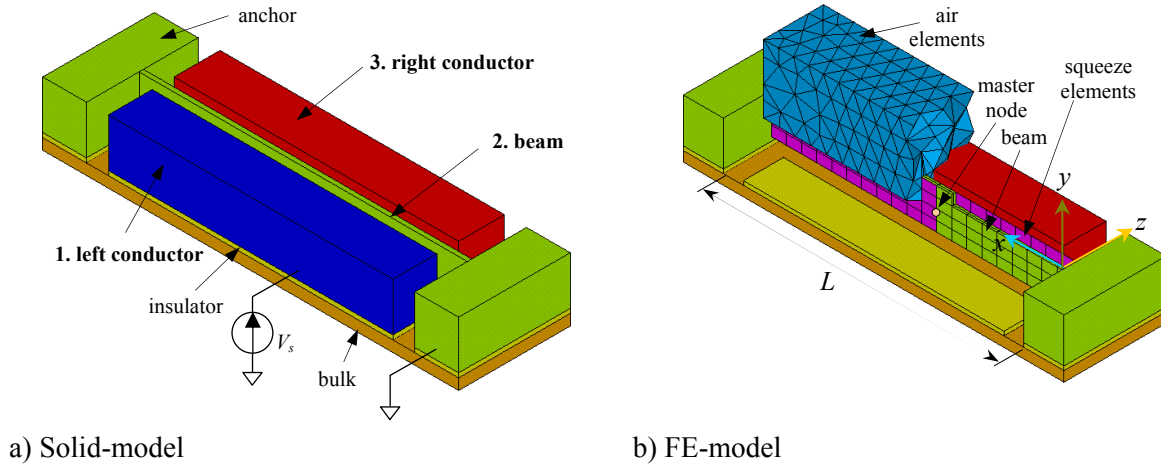 anchor
3. right conductor
2. beam
1. left conductor
insulator
V_s
bulk
a) Solid-model
air
elements
master
node
squeeze
elements
beam
y
x
z
L
b) FE-model